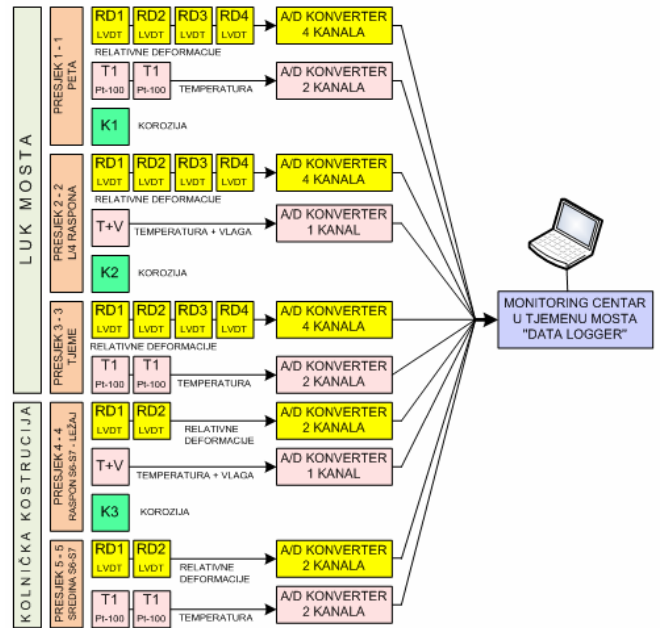 LUK MOSTA
PRESJEK 1 - 1
PETA
RD1 RD2 RD3 RD4
LVDT LVDT LVDT LVDT
A/D KONVERTER
4 KANALA
RELATIVNE DEFORMACIJE
T1 T1
Pt-100 Pt-100
TEMPERATURA
A/D KONVERTER
2 KANALA
K1
KOROZIJA
PRESJEK 2 - 2
L/4 RASPONA
RD1 RD2 RD3 RD4
LVDT LVDT LVDT LVDT
A/D KONVERTER
4 KANALA
RELATIVNE DEFORMACIJE
T+V
TEMPERATURA + VLAGA
A/D KONVERTER
1 KANAL
K2
KOROZIJA
PRESJEK 3 - 3
TJEME
RD1 RD2 RD3 RD4
LVDT LVDT LVDT LVDT
A/D KONVERTER
4 KANALA
RELATIVNE DEFORMACIJE
T1 T1
Pt-100 Pt-100
TEMPERATURA
A/D KONVERTER
2 KANALA
KOLNIČKA KOSTRUCIJA
PRESJEK 4 - 4
RASPON S6-S7 - LEŽAJ
RD1 RD2
LVDT LVDT
RELATIVNE
DEFORMACIJE
A/D KONVERTER
2 KANALA
T+V
TEMPERATURA + VLAGA
A/D KONVERTER
1 KANAL
K3
KOROZIJA
PRESJEK 5 - 5
SREDINA S6-S7
RD1 RD2
LVDT LVDT
RELATIVNE
DEFORMACIJE
A/D KONVERTER
2 KANALA
T1 T1
Pt-100 Pt-100
TEMPERATURA
A/D KONVERTER
2 KANALA
MONITORING CENTAR
U TJEMENU MOSTA
"DATA LOGGER"